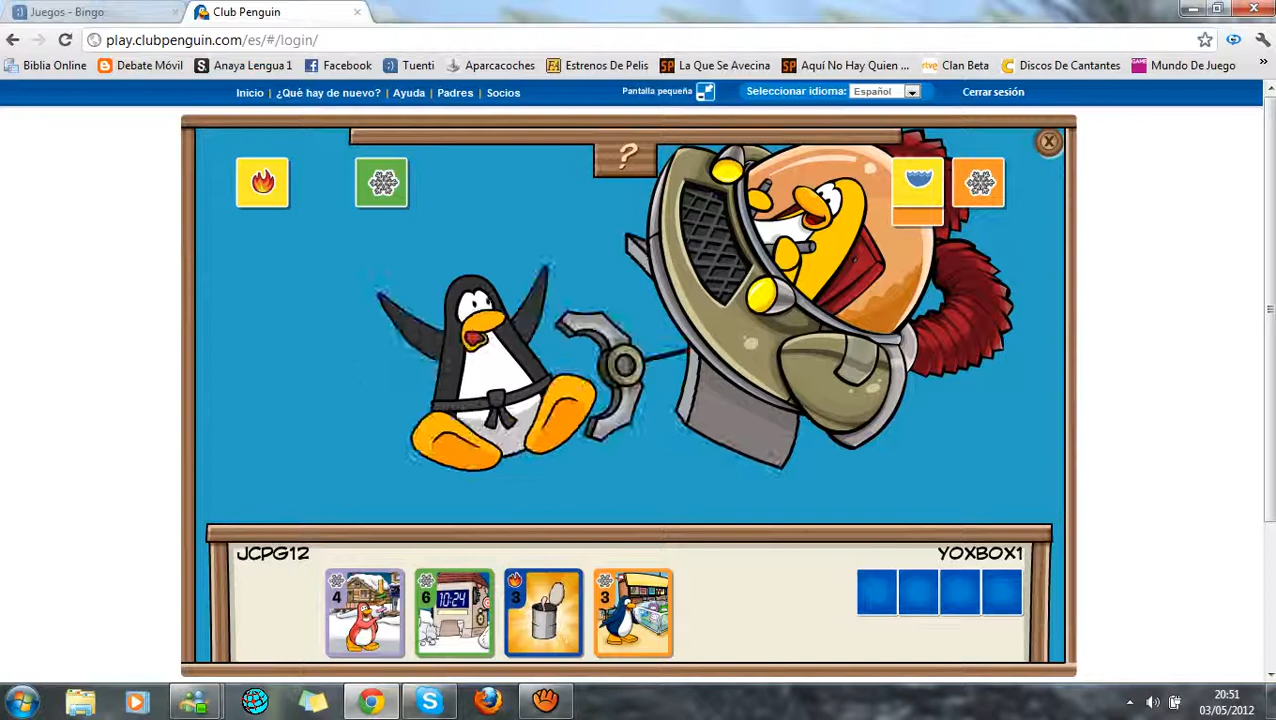 Juegos - Bingo
Club Penguin
play.clubpenguin.com/es/#/login/
Biblia Online
Debate Móvil
Anaya Lengua 1
Facebook
Tuenti
Aparcacoches
Estrenos De Pelis
La Que Se Avecina
Aquí No Hay Quien ...
Clan Beta
Discos De Cantantes
Mundo De Juego
Inicio
¿Qué hay de nuevo?
Ayuda
Padres
Socios
Pantalla pequeña
Seleccionar idioma:
Español
Cerrar sesión
?
X
JCPG12
YOXBOX1
4
6
10:24
3
3
20:51
03/05/2012